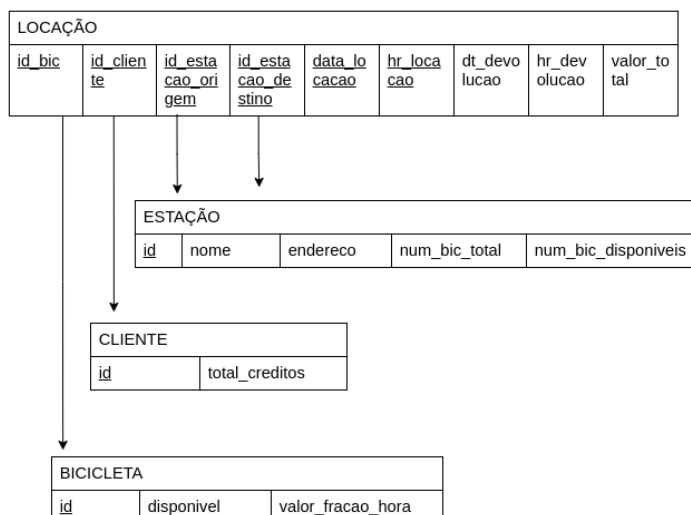 LOCAÇÃO
id_bic id_clien id_esta id_esta data_lo hr_loca dt_devo hr_dev valor_to
te cao_ori cao_de cacao cao lucao olucao tal
gem stino
ESTAÇÃO
id nome endereco num_bic_total num_bic_disponiveis
CLIENTE
id total_creditos
BICICLETA
id disponivel valor_fracao_hora